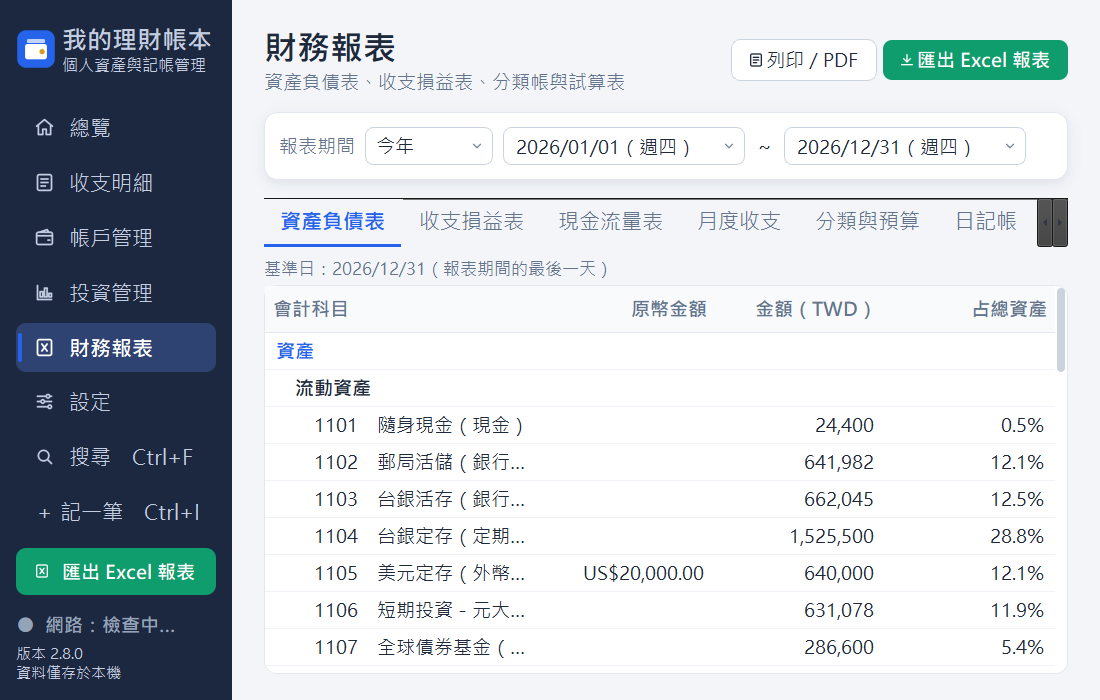 我的理財帳本
個人資產與記帳管理
總覽
收支明細
帳戶管理
投資管理
財務報表
設定
搜尋 Ctrl+F
+ 記一筆 Ctrl+I
匯出 Excel 報表
網路：檢查中...
版本 2.8.0
資料僅存於本機
財務報表
資產負債表、收支損益表、分類帳與試算表
列印 / PDF
匯出 Excel 報表
報表期間 今年 2026/01/01（週四） ~ 2026/12/31（週四）
資產負債表 收支損益表 現金流量表 月度收支 分類與預算 日記帳
基準日：2026/12/31（報表期間的最後一天）
會計科目 原幣金額 金額（TWD） 占總資產
資產
流動資產
1101 隨身現金（現金） 24,400 0.5%
1102 郵局活儲（銀行... 641,982 12.1%
1103 台銀活存（銀行... 662,045 12.5%
1104 台銀定存（定期... 1,525,500 28.8%
1105 美元定存（外幣... US$20,000.00 640,000 12.1%
1106 短期投資 - 元大... 631,078 11.9%
1107 全球債券基金（... 286,600 5.4%